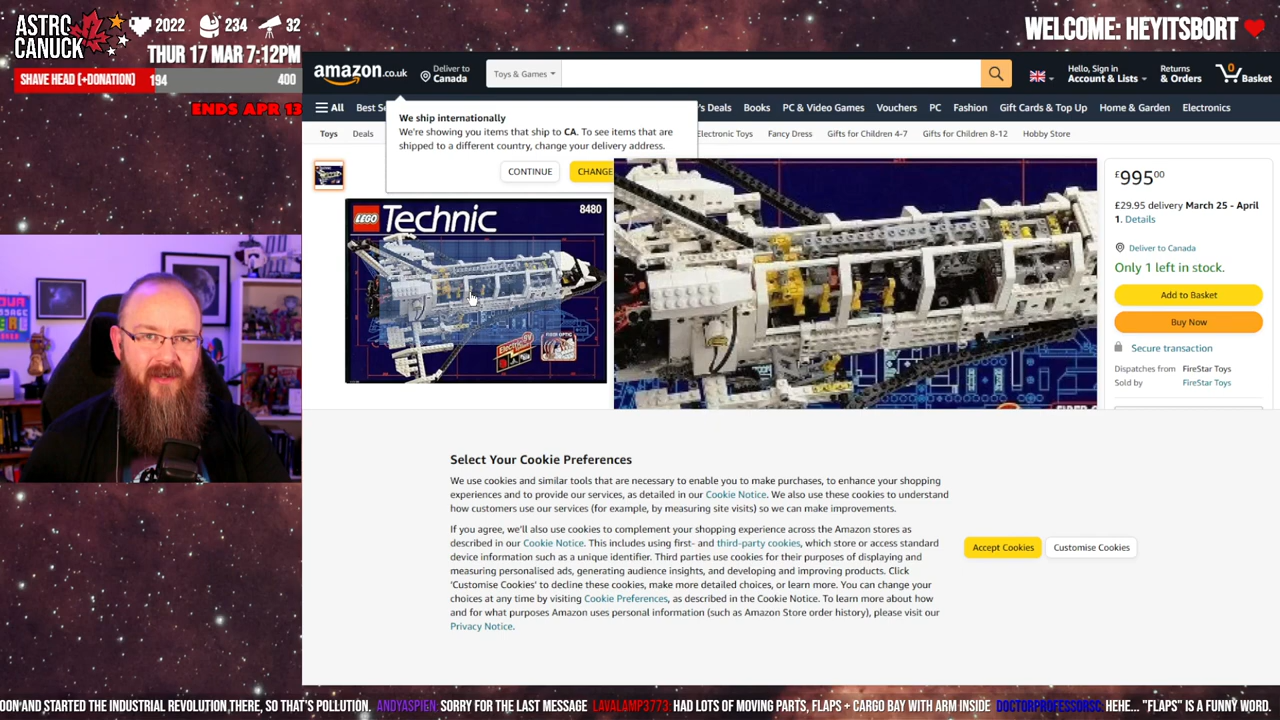 ASTRO
CANUCK
2022
234
32
THUR 17 MAR 7:12PM
SHAVE HEAD (+DONATION)
194
400
ENDS APR 13
WELCOME: HEYITSBORT
amazon.co.uk
Deliver to
Canada
Toys & Games
Hello, Sign in
Account & Lists
Returns
& Orders
0
Basket
All
Best Se
's Deals
Books
PC & Video Games
Vouchers
PC
Fashion
Gift Cards & Top Up
Home & Garden
Electronics
Toys
Deals
Electronic Toys
Fancy Dress
Gifts for Children 4-7
Gifts for Children 8-12
Hobby Store
We ship internationally
We're showing you items that ship to CA. To see items that are
shipped to a different country, change your delivery address.
CONTINUE
CHANGE
LEGO Technic
8480
£995.00
£29.95 delivery March 25 - April
1. Details
Deliver to Canada
Only 1 left in stock.
Add to Basket
Buy Now
Secure transaction
Dispatches from FireStar Toys
Sold by FireStar Toys
Select Your Cookie Preferences
We use cookies and similar tools that are necessary to enable you to make purchases, to enhance your shopping
experiences and to provide our services, as detailed in our Cookie Notice. We also use these cookies to understand
how customers use our services (for example, by measuring site visits) so we can make improvements.
If you agree, we'll also use cookies to complement your shopping experience across the Amazon stores as
described in our Cookie Notice. This includes using first- and third-party cookies, which store or access standard
device information such as a unique identifier. Third parties use cookies for their purposes of displaying and
measuring personalised ads, generating audience insights, and developing and improving products. Click
'Customise Cookies' to decline these cookies, make more detailed choices, or learn more. You can change your
choices at any time by visiting Cookie Preferences, as described in the Cookie Notice. To learn more about how
and for what purposes Amazon uses personal information (such as Amazon Store order history), please visit our
Privacy Notice.
Accept Cookies
Customise Cookies
OON AND STARTED THE INDUSTRIAL REVOLUTION THERE, SO THAT'S POLLUTION. ANDYASPIEN: SORRY FOR THE LAST MESSAGE LAVALAMP3773: HAD LOTS OF MOVING PARTS, FLAPS + CARGO BAY WITH ARM INSIDE DOCTORPROFESSORSC: HEHE... "FLAPS" IS A FUNNY WORD.